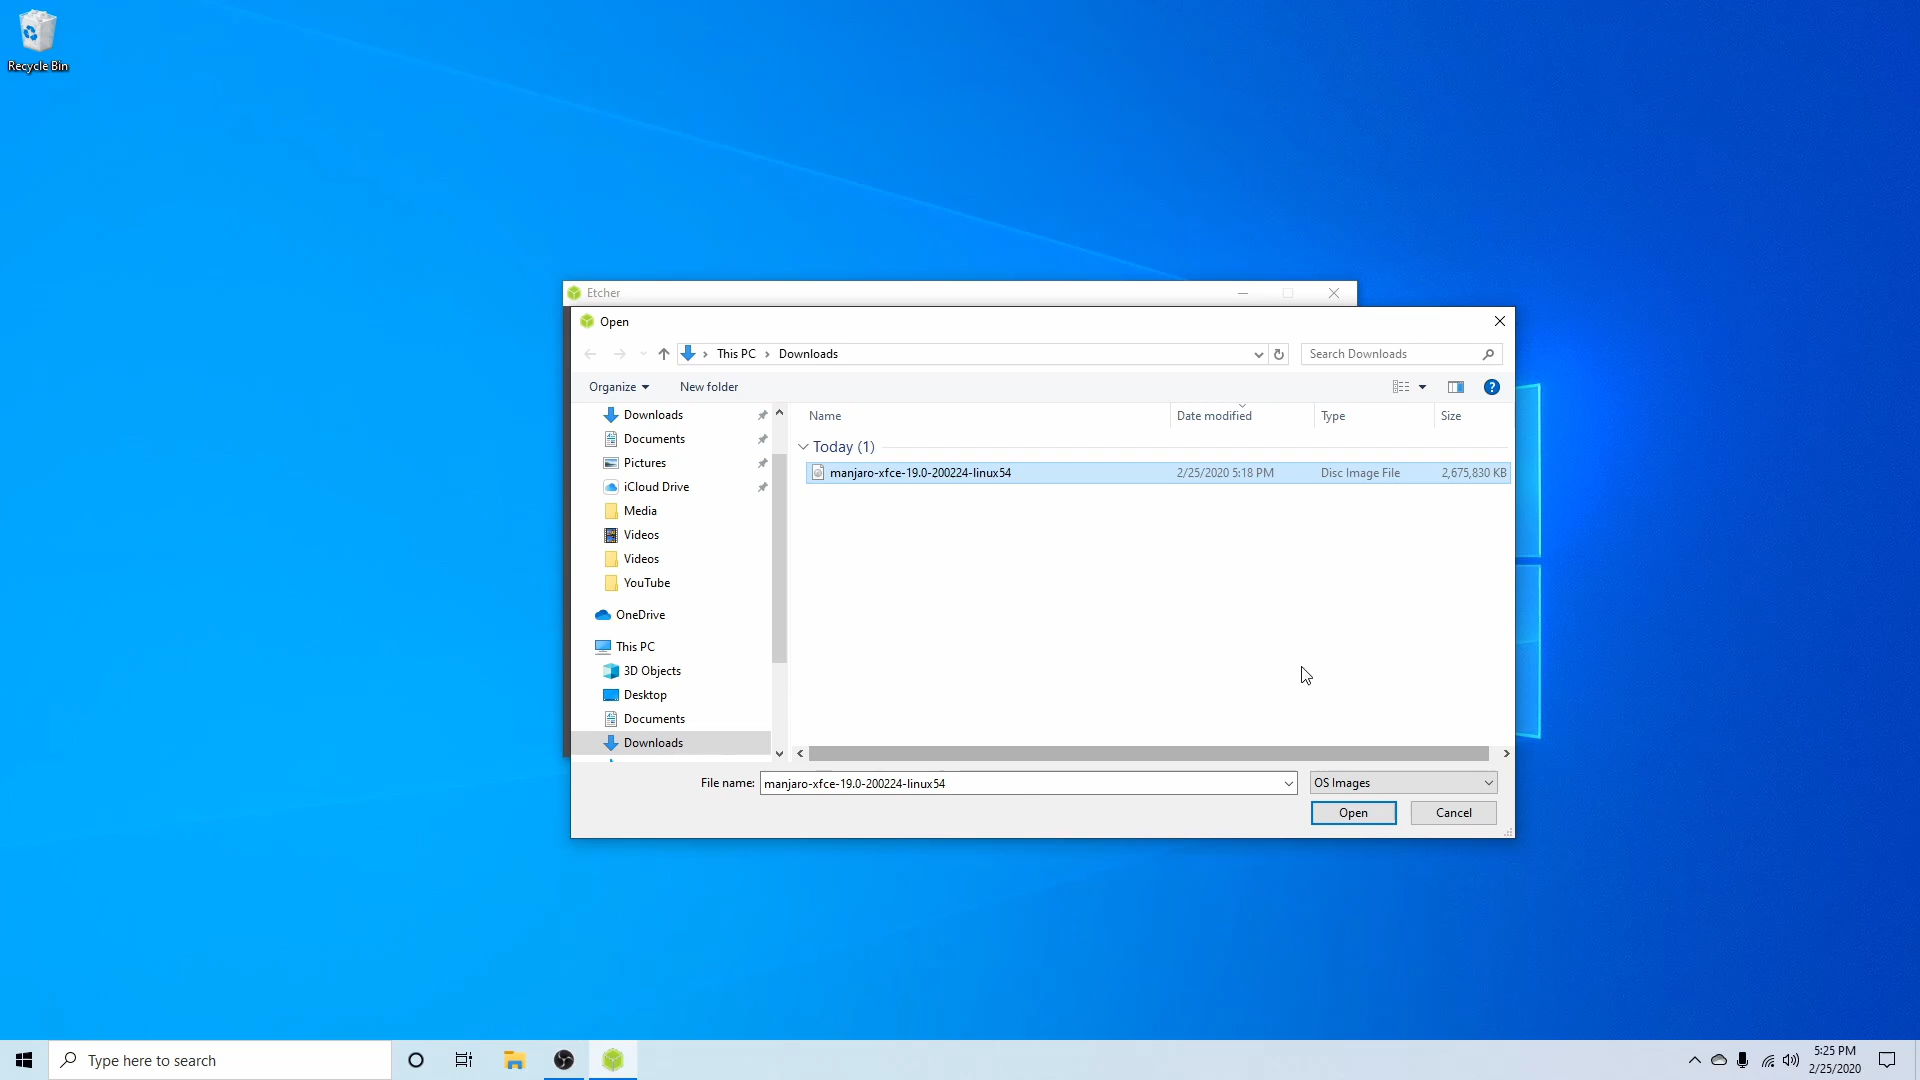 Recycle Bin
Etcher
Open
This PC > Downloads
Search Downloads
Organize
New folder
Downloads
Documents
Pictures
iCloud Drive
Media
Videos
Videos
YouTube
OneDrive
This PC
3D Objects
Desktop
Documents
Downloads
Name Date modified Type Size
Today (1)
manjaro-xfce-19.0-200224-linux54 2/25/2020 5:18 PM Disc Image File 2,675,830 KB
File name: manjaro-xfce-19.0-200224-linux54
OS Images
Open
Cancel
Type here to search
5:25 PM
2/25/2020